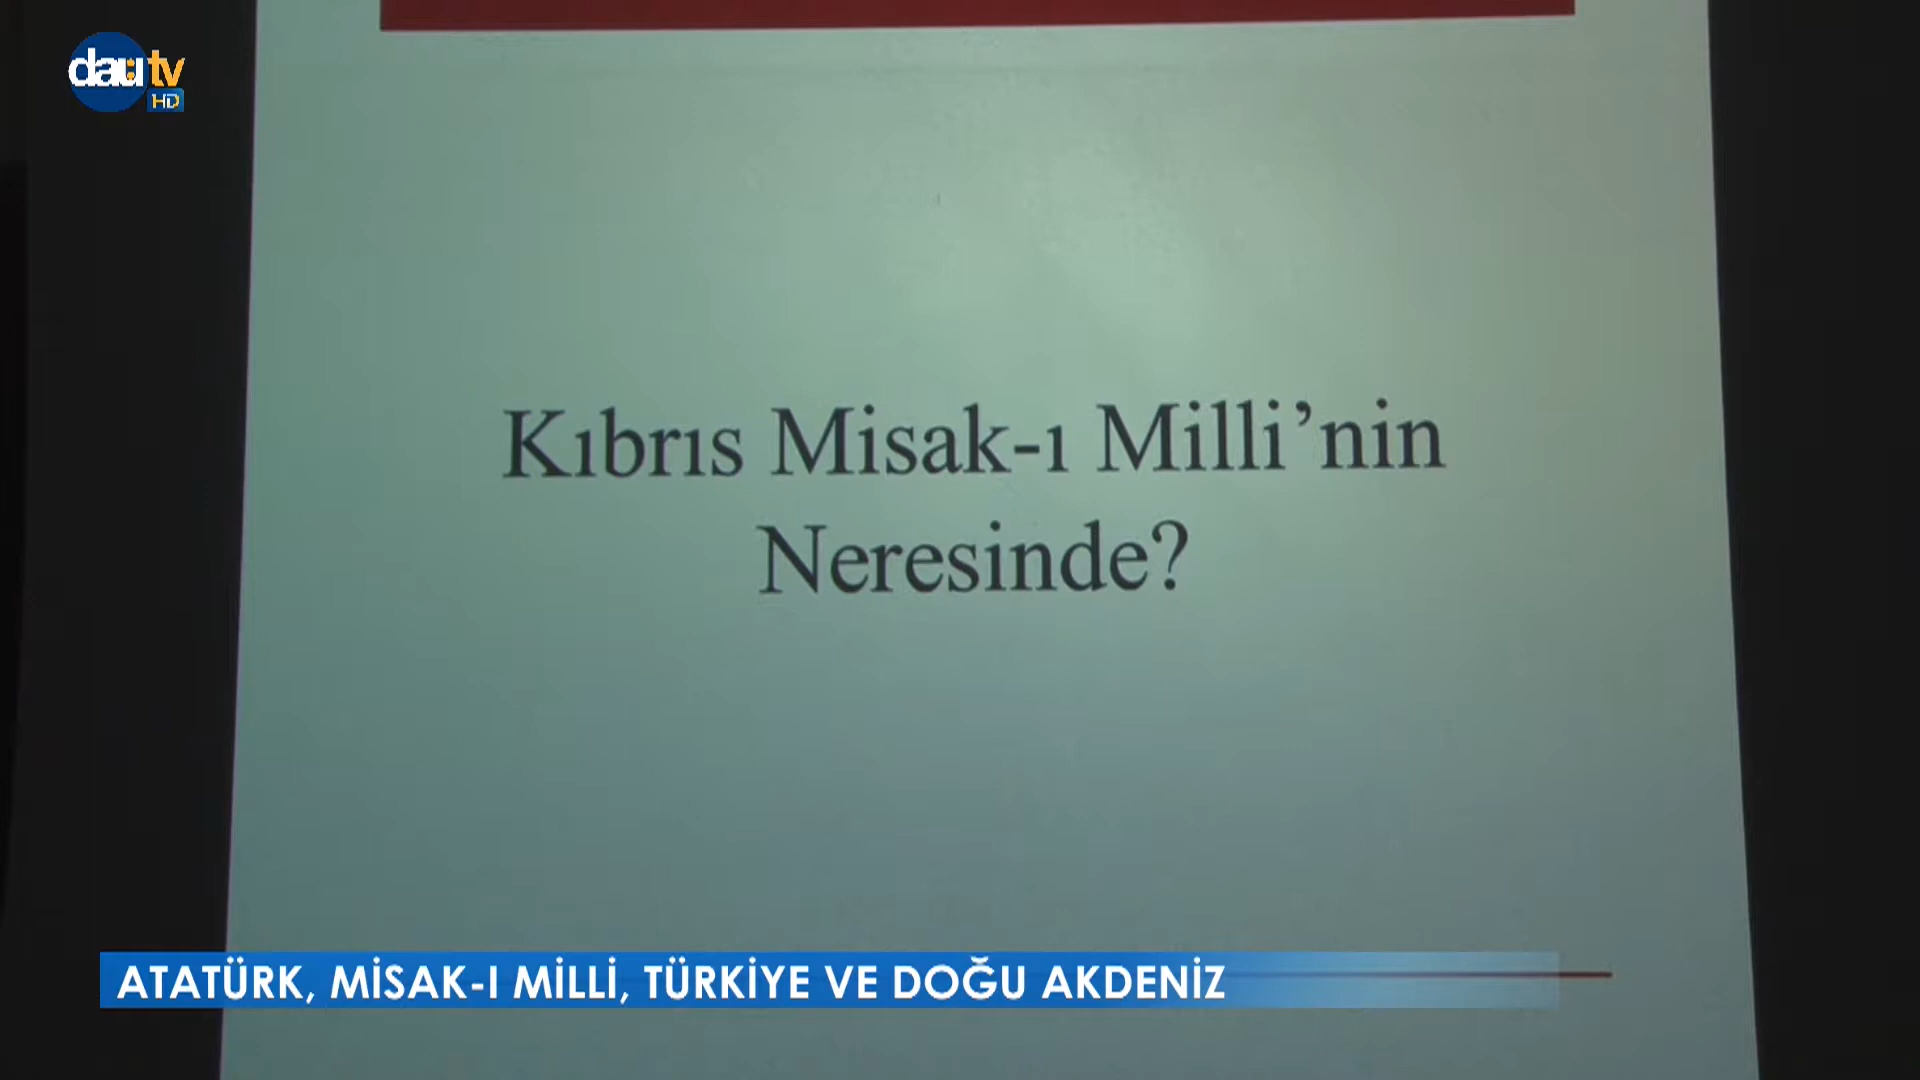 dautv
HD
Kıbrıs Misak-ı Milli’nin
Neresinde?
ATATÜRK, MİSAK-I MİLLİ, TÜRKİYE VE DOĞU AKDENİZ